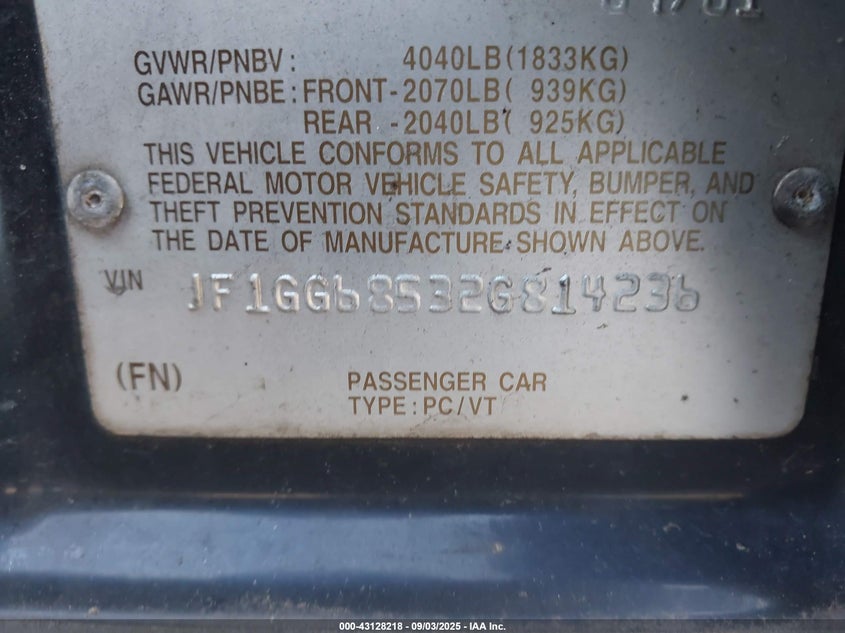 GVWR/PNBV: 4040LB(1833KG)
GAWR/PNBE: FRONT-2070LB( 939KG)
REAR -2040LB( 925KG)
THIS VEHICLE CONFORMS TO ALL APPLICABLE
FEDERAL MOTOR VEHICLE SAFETY, BUMPER, AND
THEFT PREVENTION STANDARDS IN EFFECT ON
THE DATE OF MANUFACTURE SHOWN ABOVE.
VIN JF1GG68532G814236
(FN) PASSENGER CAR
TYPE: PC/VT
000-43128218 - 09/03/2025 - IAA Inc.